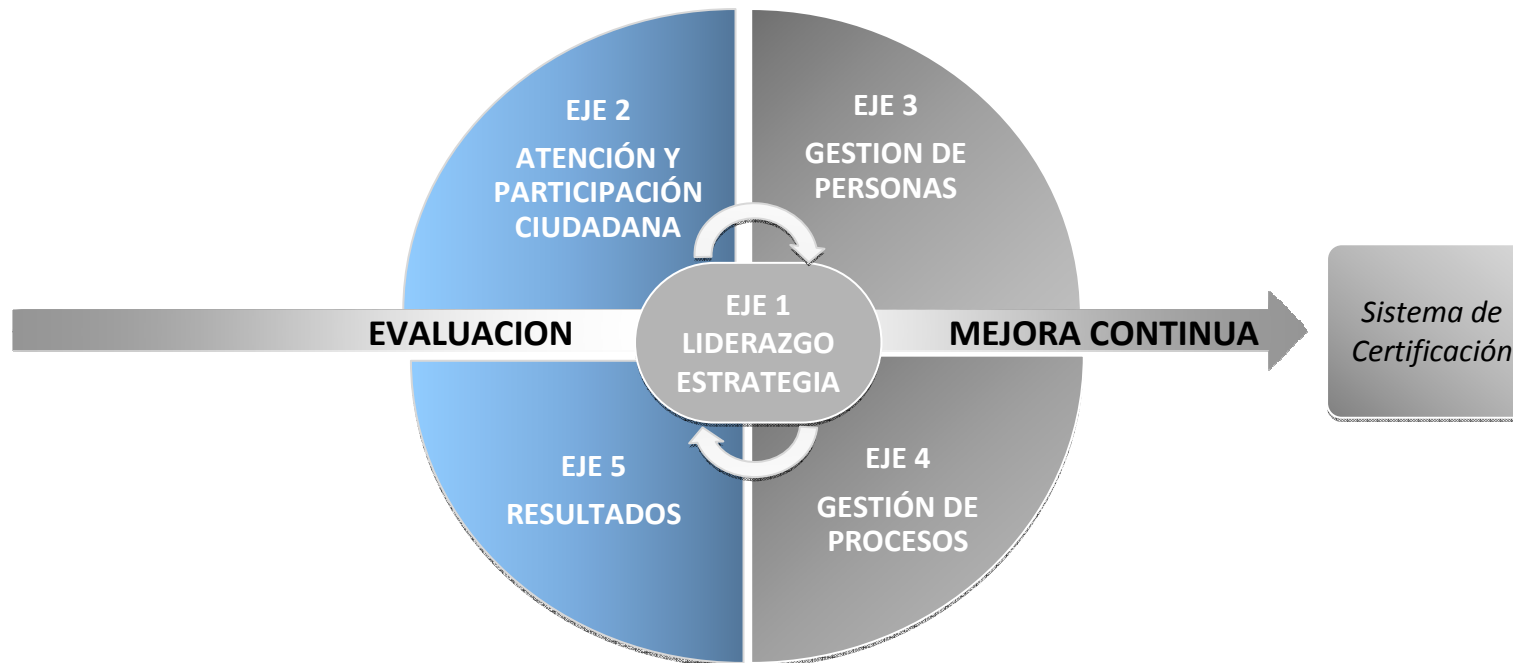 EJE 2
ATENCIÓN Y
PARTICIPACIÓN
CIUDADANA
EJE 3
GESTION DE
PERSONAS
EVALUACION
EJE 1
LIDERAZGO
ESTRATEGIA
MEJORA CONTINUA
Sistema de
Certificación
EJE 5
RESULTADOS
EJE 4
GESTIÓN DE
PROCESOS